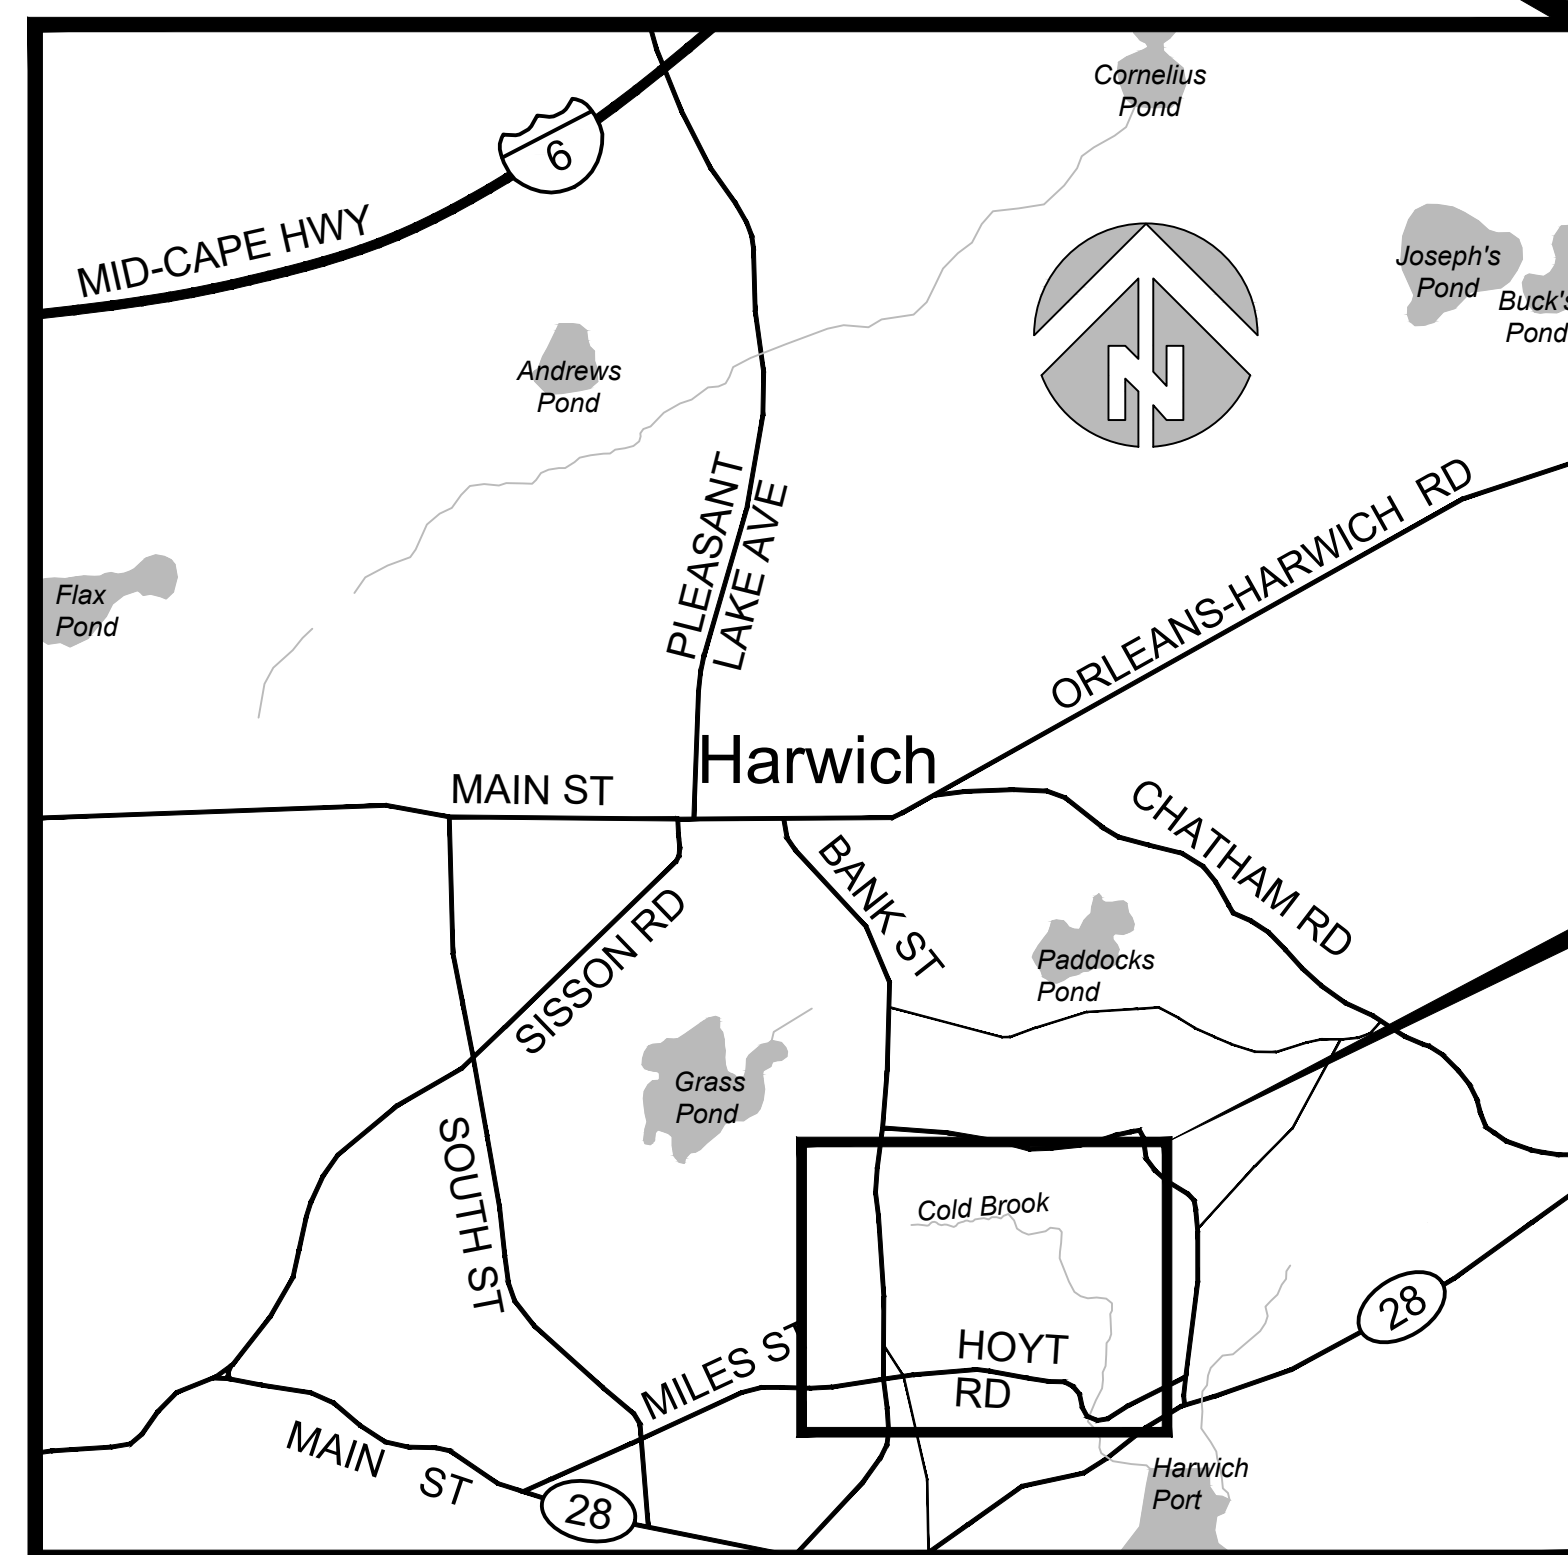 Cornelius
Pond
6
MID-CAPE HWY
Joseph's
Pond
Buck's
Pond
N
Andrews
Pond
PLEASANT
LAKE AVE
ORLEANS-HARWICH RD
Flax
Pond
Harwich
MAIN ST
CHATHAM RD
BANK ST
SISSON RD
Paddocks
Pond
Grass
Pond
SOUTH ST
Cold Brook
28
HOYT
RD
MILES ST
MAIN ST
28
Harwich
Port